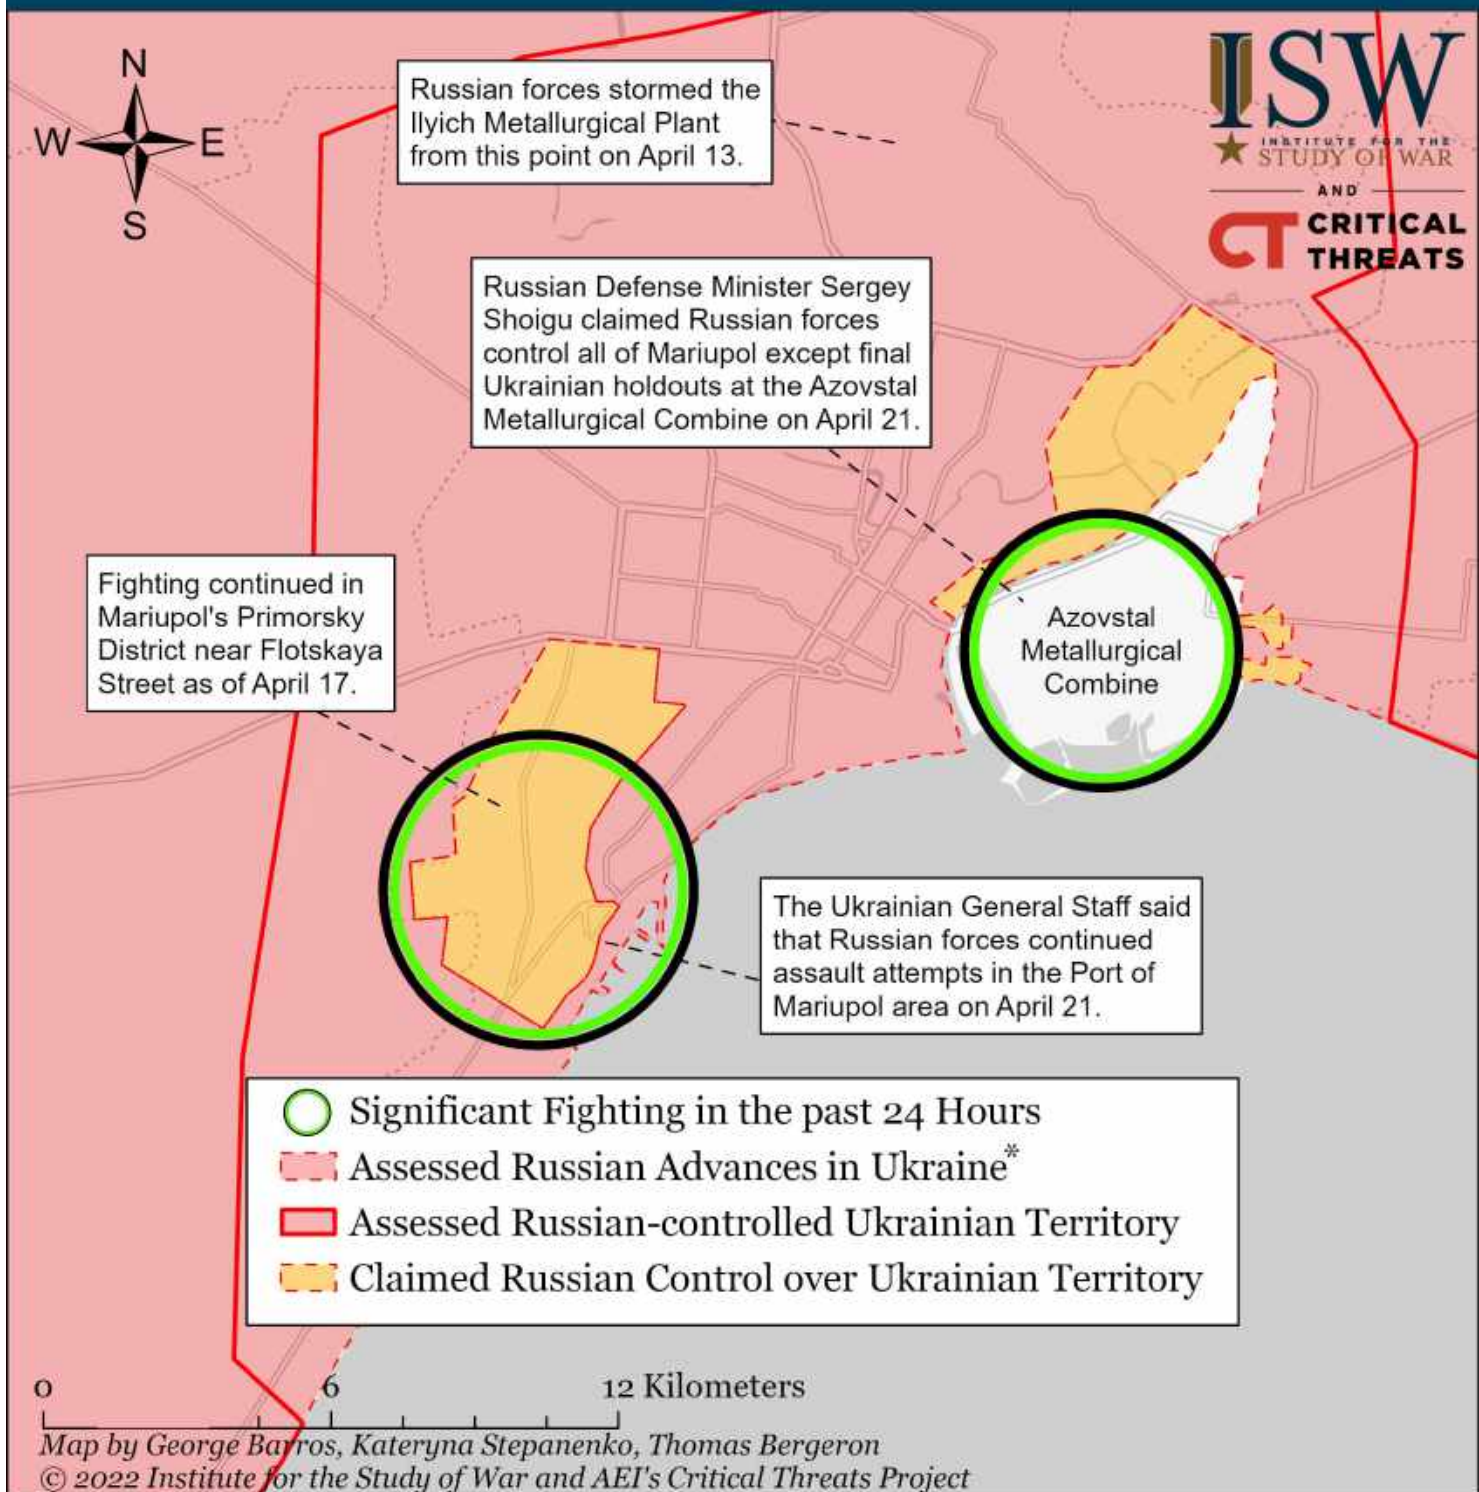 N
W E
S
Russian forces stormed the
Ilyich Metallurgical Plant
from this point on April 13.
ISW
INSTITUTE FOR THE
STUDY OF WAR
AND
CT CRITICAL
THREATS
Russian Defense Minister Sergey
Shoigu claimed Russian forces
control all of Mariupol except final
Ukrainian holdouts at the Azovstal
Metallurgical Combine on April 21.
Fighting continued in
Mariupol's Primorsky
District near Flotskaya
Street as of April 17.
Azovstal
Metallurgical
Combine
The Ukrainian General Staff said
that Russian forces continued
assault attempts in the Port of
Mariupol area on April 21.
Significant Fighting in the past 24 Hours
Assessed Russian Advances in Ukraine*
Assessed Russian-controlled Ukrainian Territory
Claimed Russian Control over Ukrainian Territory
0 6 12 Kilometers
Map by George Barros, Kateryna Stepanenko, Thomas Bergeron
© 2022 Institute for the Study of War and AEI's Critical Threats Project